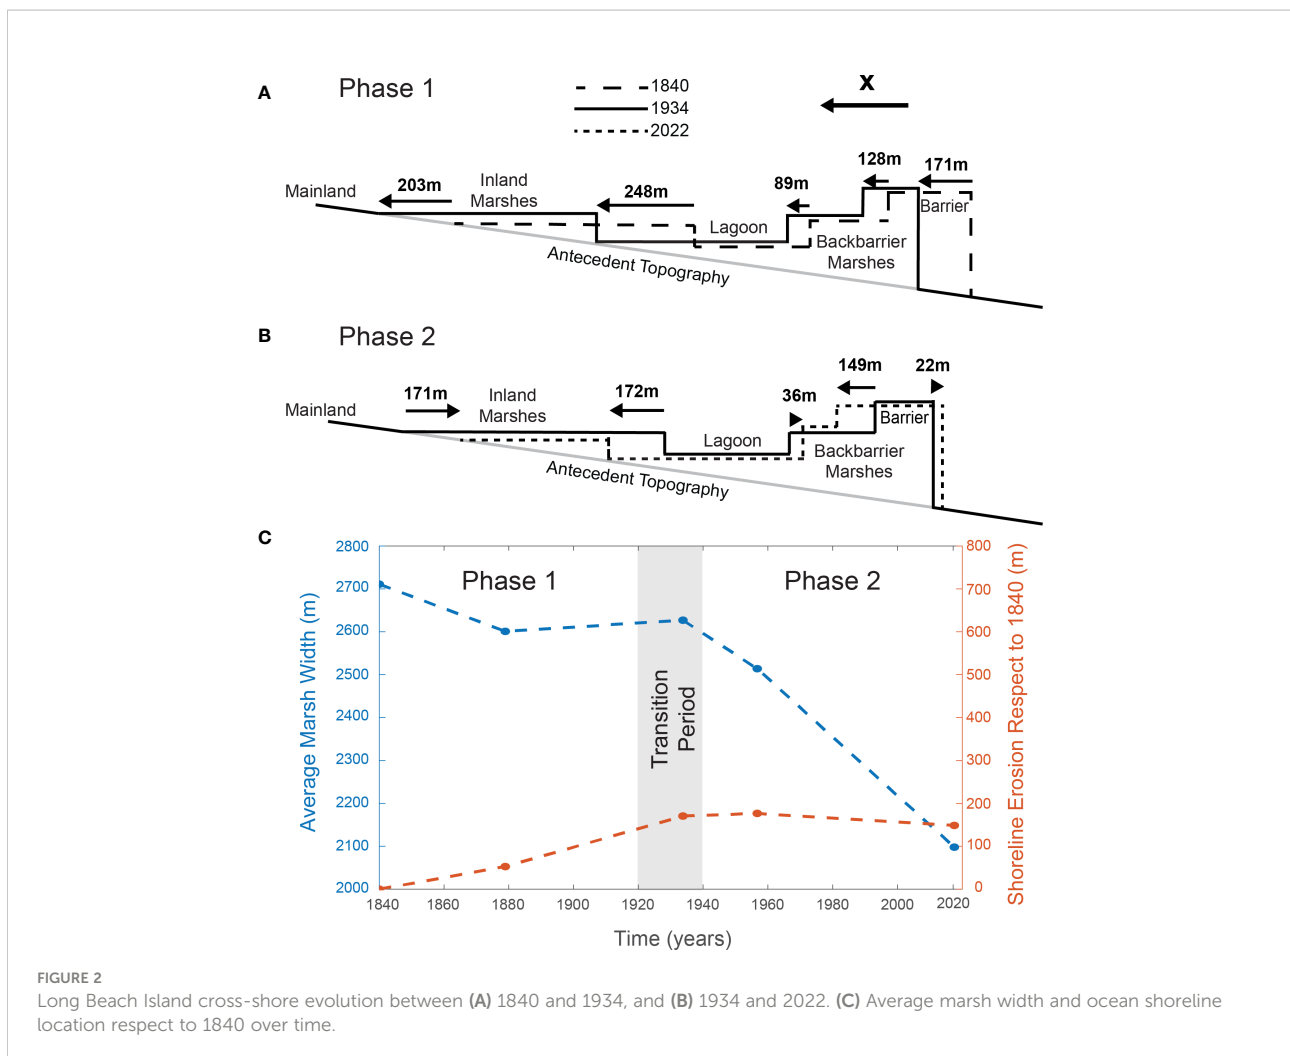 A
Phase 1
1840
1934
2022
X
Mainland
203m
Inland
Marshes
248m
Lagoon
89m
128m
171m
Barrier
Backbarrier
Marshes
Antecedent Topography
B
Phase 2
Mainland
171m
Inland
Marshes
172m
Lagoon
36m
149m
22m
Barrier
Backbarrier
Marshes
Antecedent Topography
C
Phase 1
Phase 2
Transition
Period
Average Marsh Width (m)
2800
2700
2600
2500
2400
2300
2200
2100
2000
800
700
600
500
400
300
200
100
0
Shoreline Erosion Respect to 1840 (m)
1840 1860 1880 1900 1920 1940 1960 1980 2000 2020
Time (years)
FIGURE 2
Long Beach Island cross-shore evolution between (A) 1840 and 1934, and (B) 1934 and 2022. (C) Average marsh width and ocean shoreline
location respect to 1840 over time.